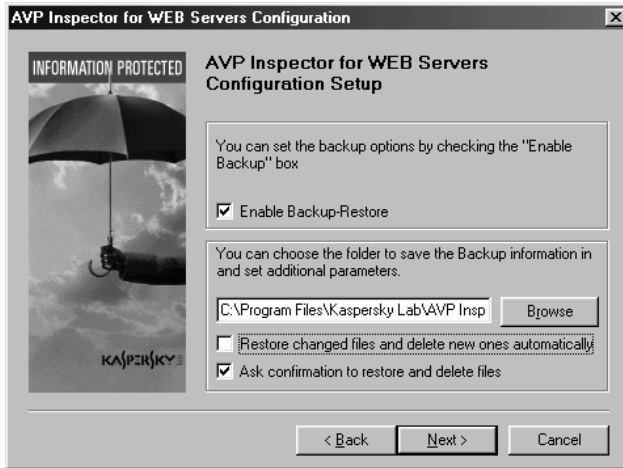 AVP Inspector for WEB Servers Configuration
INFORMATION PROTECTED
AVP Inspector for WEB Servers
Configuration Setup
You can set the backup options by checking the "Enable
Backup" box
Enable Backup-Restore
You can choose the folder to save the Backup information in
and set additional parameters.
C:\Program Files\Kaspersky Lab\AVP Insp
Browse
Restore changed files and delete new ones automatically
Ask confirmation to restore and delete files
KASPERSKY
< Back
Next >
Cancel